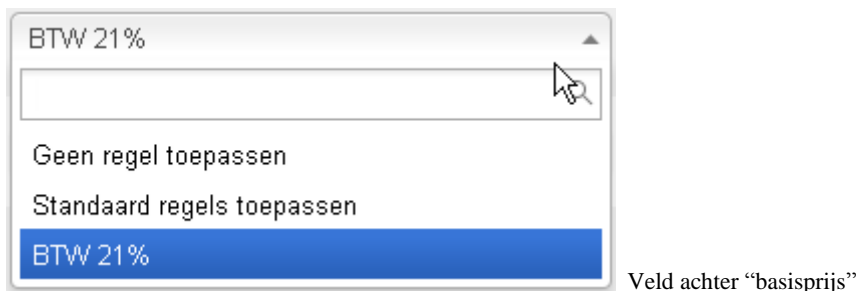 BTW 21%
Geen regel toepassen
Standaard regels toepassen
BTW 21%
Veld achter “basisprijs”